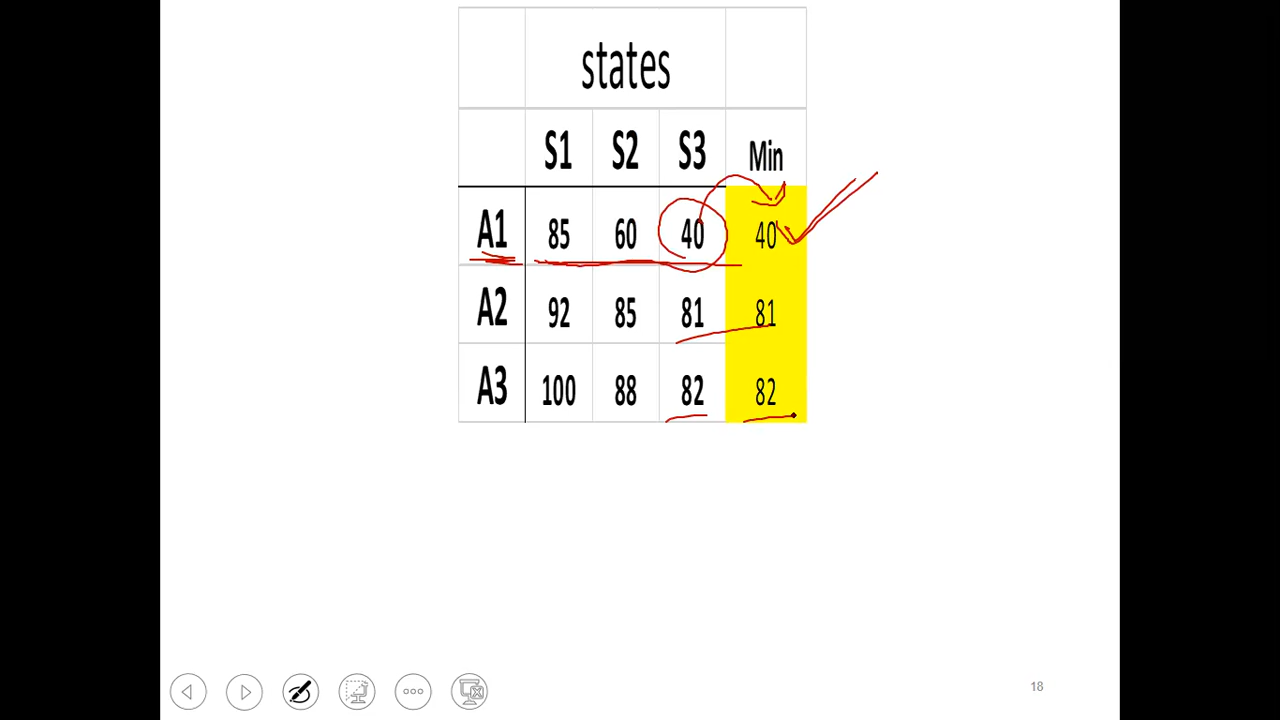 states
S1 S2 S3 Min
A1 85 60 40 40
A2 92 85 81 81
A3 100 88 82 82
18